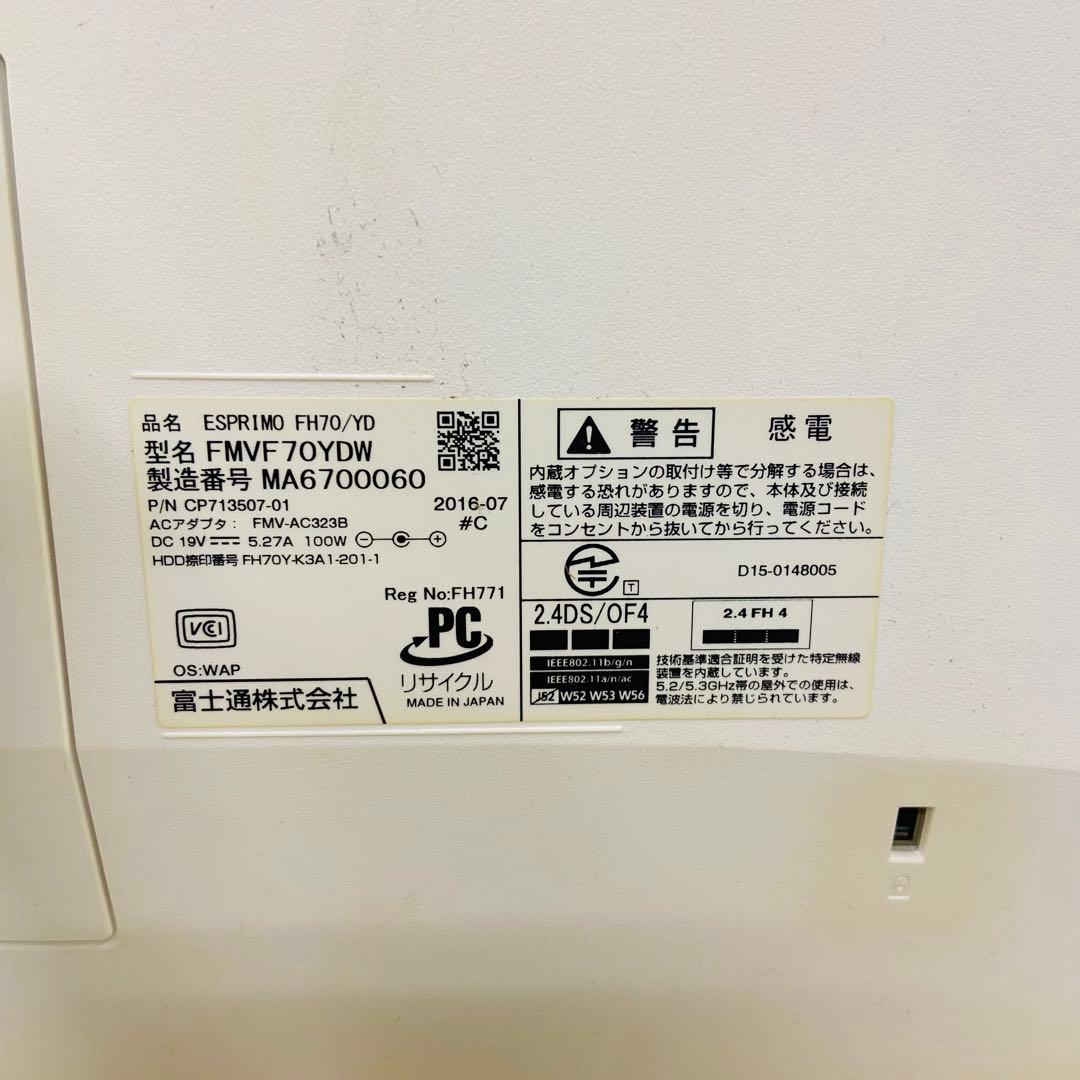 品名 ESPRIMO FH70/YD
型名 FMVF70YDW
製造番号 MA6700060
P/N CP713507-01
2016-07
ACアダプタ: FMV-AC323B
#C
DC 19V 5.27A 100W
HDD捺印番号 FH70Y-K3A1-201-1
Reg No:FH771
VCCI
PC
リサイクル
OS:WAP
富士通株式会社
MADE IN JAPAN
警告 感電
内蔵オプションの取付け等で分解する場合は、
感電する恐れがありますので、本体及び接続
している周辺装置の電源を切り、電源コード
をコンセントから抜いてから行ってください。
T
D15-0148005
2.4DS/OF4
2.4 FH 4
IEEE802.11b/g/n
IEEE802.11a/n/ac
J52 W52 W53 W56
技術基準適合証明を受けた特定無線
装置を内蔵しています。
5.2/5.3GHz帯の屋外での使用は、
電波法により禁じられています。